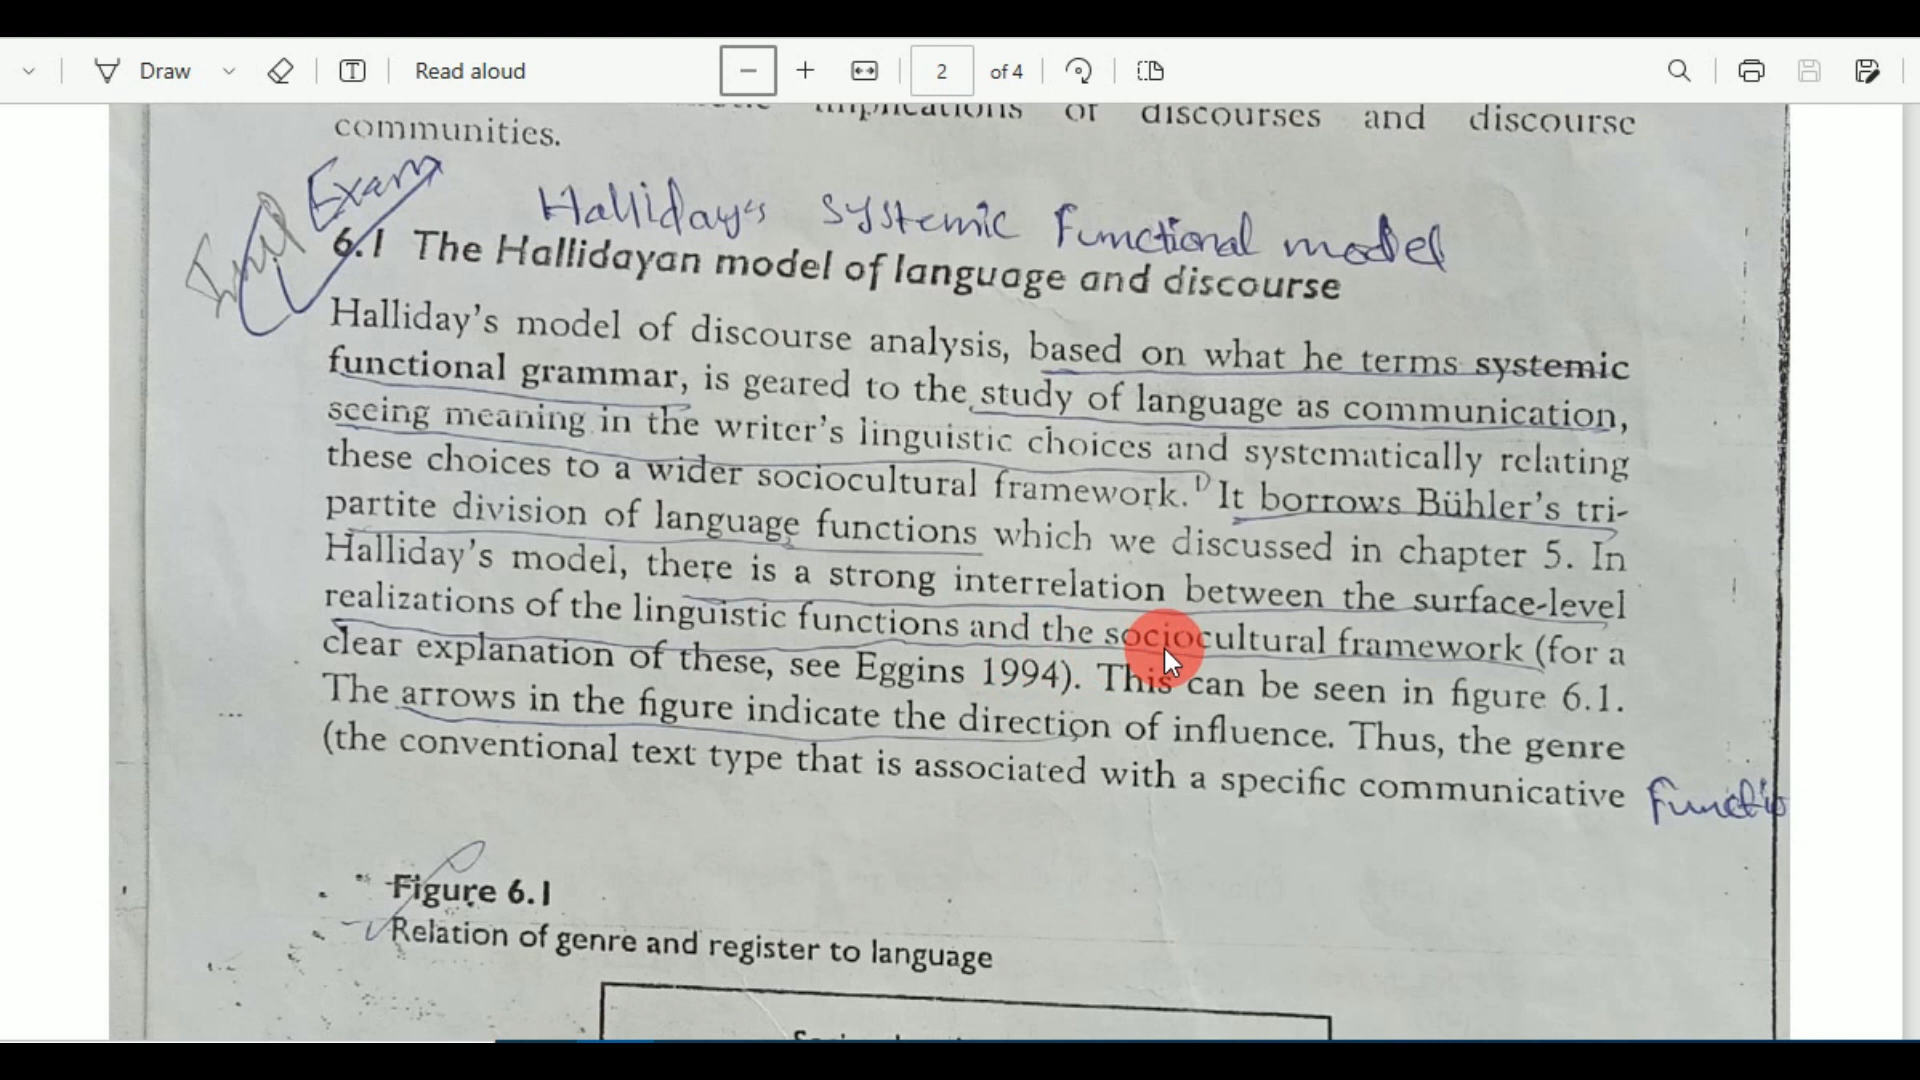 Draw
Read aloud
2 of 4
implications of discourses and discourse
communities.
Exam
Halliday's systemic Functional model
6.1 The Hallidayan model of language and discourse
Halliday's model of discourse analysis, based on what he terms systemic
functional grammar, is geared to the study of language as communication,
seeing meaning in the writer's linguistic choices and systematically relating
these choices to a wider sociocultural framework.1) It borrows Bühler's tri-
partite division of language functions which we discussed in chapter 5. In
Halliday's model, there is a strong interrelation between the surface-level
realizations of the linguistic functions and the sociocultural framework (for a
clear explanation of these, see Eggins 1994). This can be seen in figure 6.1.
The arrows in the figure indicate the direction of influence. Thus, the genre
(the conventional text type that is associated with a specific communicative
Functio
Figure 6.1
Relation of genre and register to language